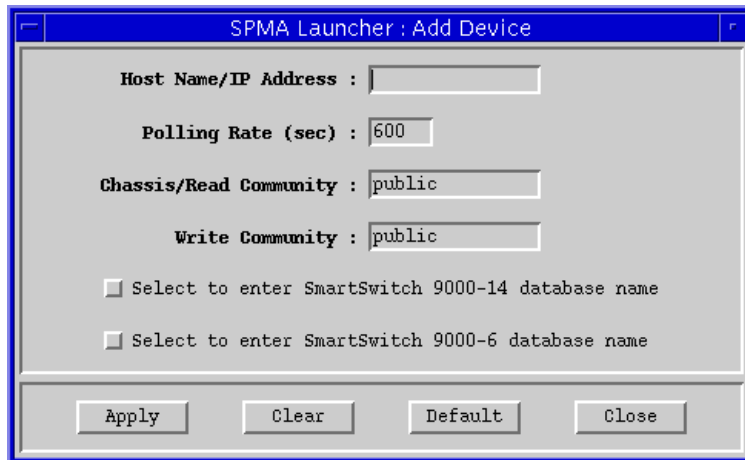 SPMA Launcher : Add Device
Host Name/IP Address :
Polling Rate (sec) : 600
Chassis/Read Community : public
Write Community : public
Select to enter SmartSwitch 9000-14 database name
Select to enter SmartSwitch 9000-6 database name
Apply Clear Default Close